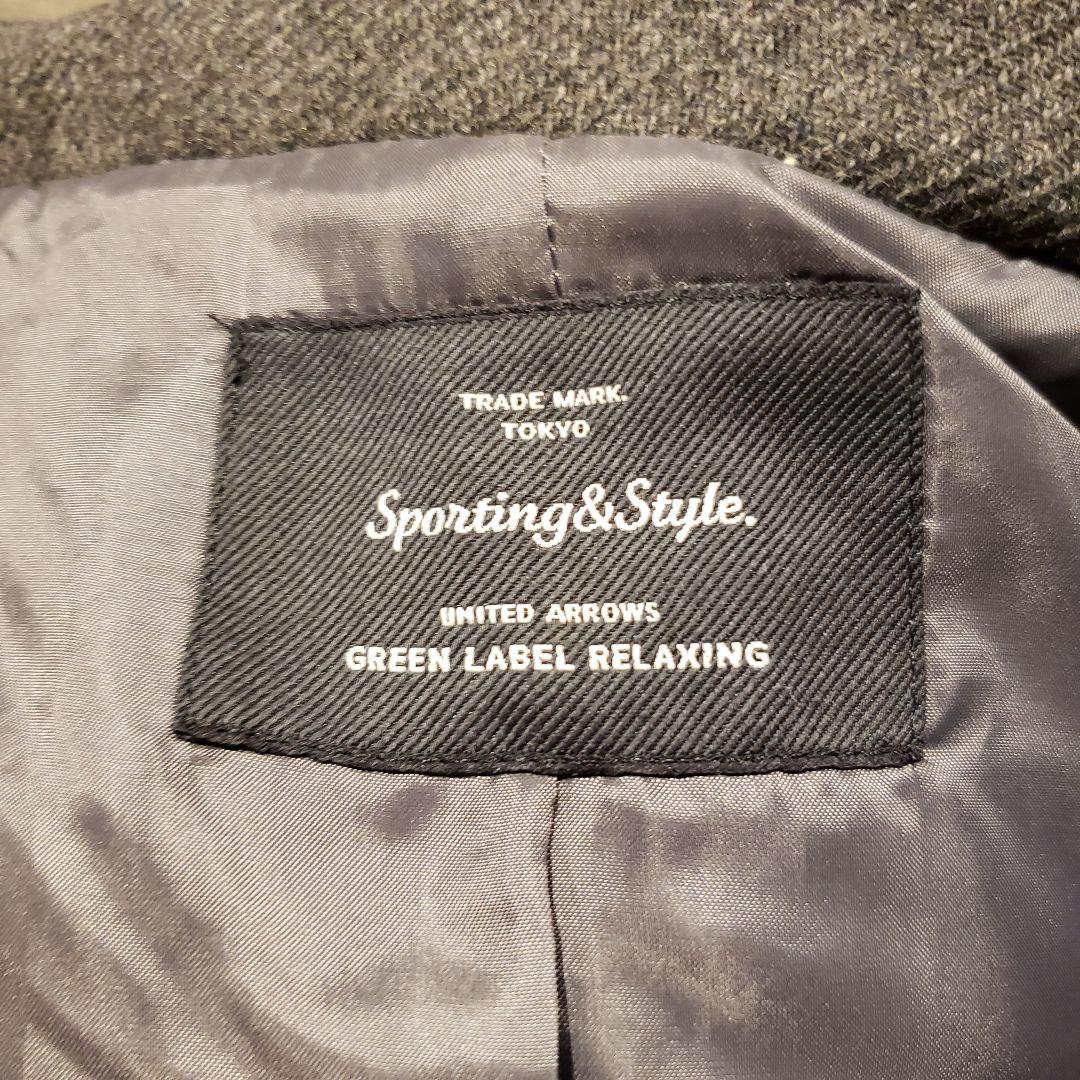 TRADE MARK.
TOKYO
Sporting&Style.
UNITED ARROWS
GREEN LABEL RELAXING